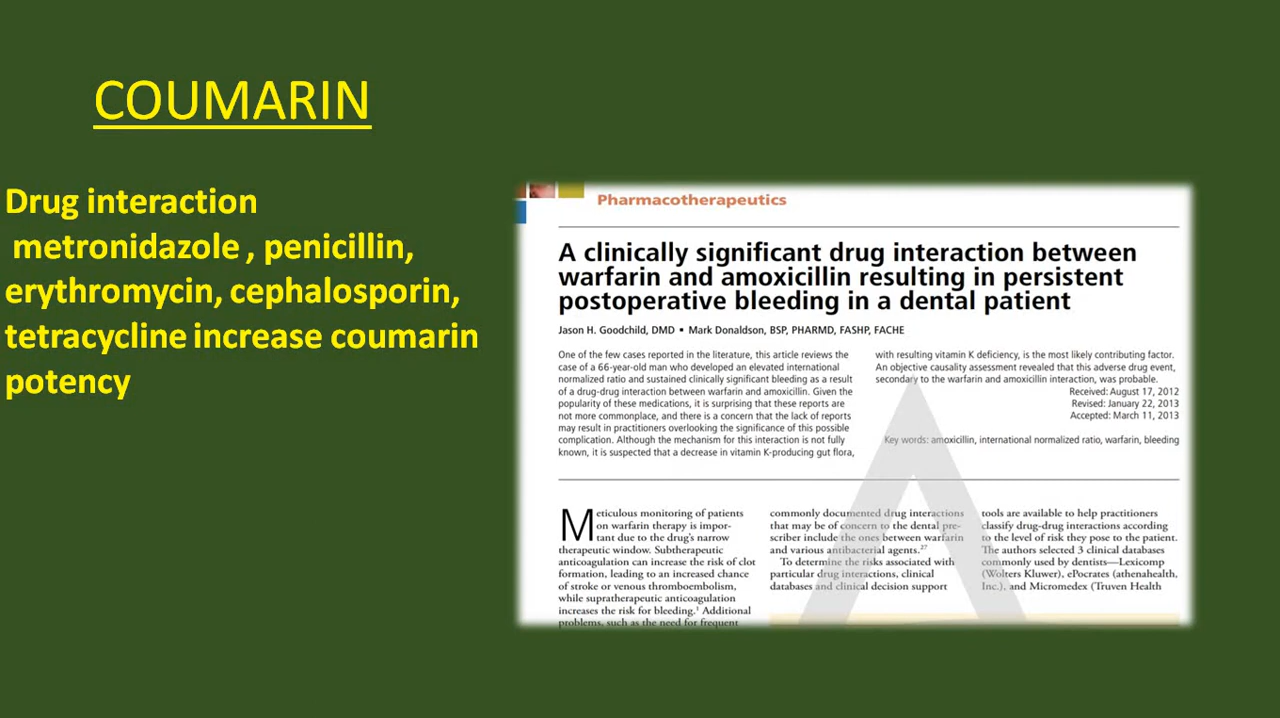 COUMARIN
Drug interaction
metronidazole , penicillin,
erythromycin, cephalosporin,
tetracycline increase coumarin
potency
Pharmacotherapeutics
A clinically significant drug interaction between
warfarin and amoxicillin resulting in persistent
postoperative bleeding in a dental patient
Jason H. Goodchild, DMD ▪ Mark Donaldson, BSP, PHARMD, FASHP, FACHE
One of the few cases reported in the literature, this article reviews the
case of a 66-year-old man who developed an elevated international
normalized ratio and sustained clinically significant bleeding as a result
of a drug-drug interaction between warfarin and amoxicillin. Given the
popularity of these medications, it is surprising that these reports are
not more commonplace, and there is a concern that the lack of reports
may result in practitioners overlooking the significance of this possible
complication. Although the mechanism for this interaction is not fully
known, it is suspected that a decrease in vitamin K-producing gut flora,
with resulting vitamin K deficiency, is the most likely contributing factor.
An objective causality assessment revealed that this adverse drug event,
secondary to the warfarin and amoxicillin interaction, was probable.
Received: August 17, 2012
Revised: January 22, 2013
Accepted: March 11, 2013
Key words: amoxicillin, international normalized ratio, warfarin, bleeding
Meticulous monitoring of patients
on warfarin therapy is impor-
tant due to the drug's narrow
therapeutic window. Subtherapeutic
anticoagulation can increase the risk of clot
formation, leading to an increased chance
of stroke or venous thromboembolism,
while supratherapeutic anticoagulation
increases the risk for bleeding.¹ Additional
problems, such as the need for frequent
commonly documented drug interactions
that may be of concern to the dental pre-
scriber include the ones between warfarin
and various antibacterial agents.²⁷
To determine the risks associated with
particular drug interactions, clinical
databases and clinical decision support
tools are available to help practitioners
classify drug-drug interactions according
to the level of risk they pose to the patient.
The authors selected 3 clinical databases
commonly used by dentists—Lexicomp
(Wolters Kluwer), ePocrates (athenahealth,
Inc.), and Micromedex (Truven Health